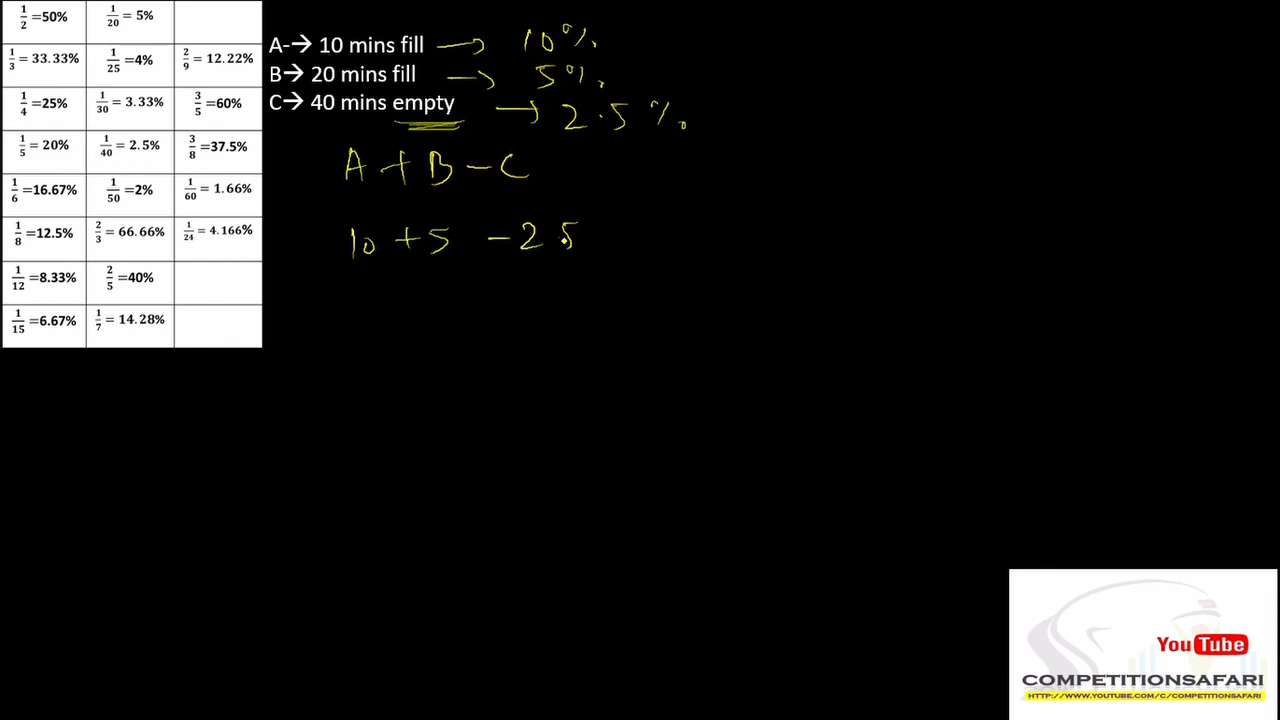 1/2 =50% 1/20 = 5%
1/3 = 33.33% 1/25 =4% 2/9 = 12.22%
1/4 =25% 1/30 = 3.33% 3/5 =60%
1/5 = 20% 1/40 = 2.5% 3/8 =37.5%
1/6 =16.67% 1/50 =2% 1/60 = 1.66%
1/8 =12.5% 2/3 = 66.66% 1/24 = 4.166%
1/12 =8.33% 2/5 =40%
1/15 =6.67% 1/7 = 14.28%
A-→ 10 mins fill → 10%
B→ 20 mins fill → 5%
C→ 40 mins empty → 2.5%
A + B - C
10 + 5 - 2.5
YouTube
COMPETITIONSAFARI
HTTP://WWW.YOUTUBE.COM/C/COMPETITIONSAFARI